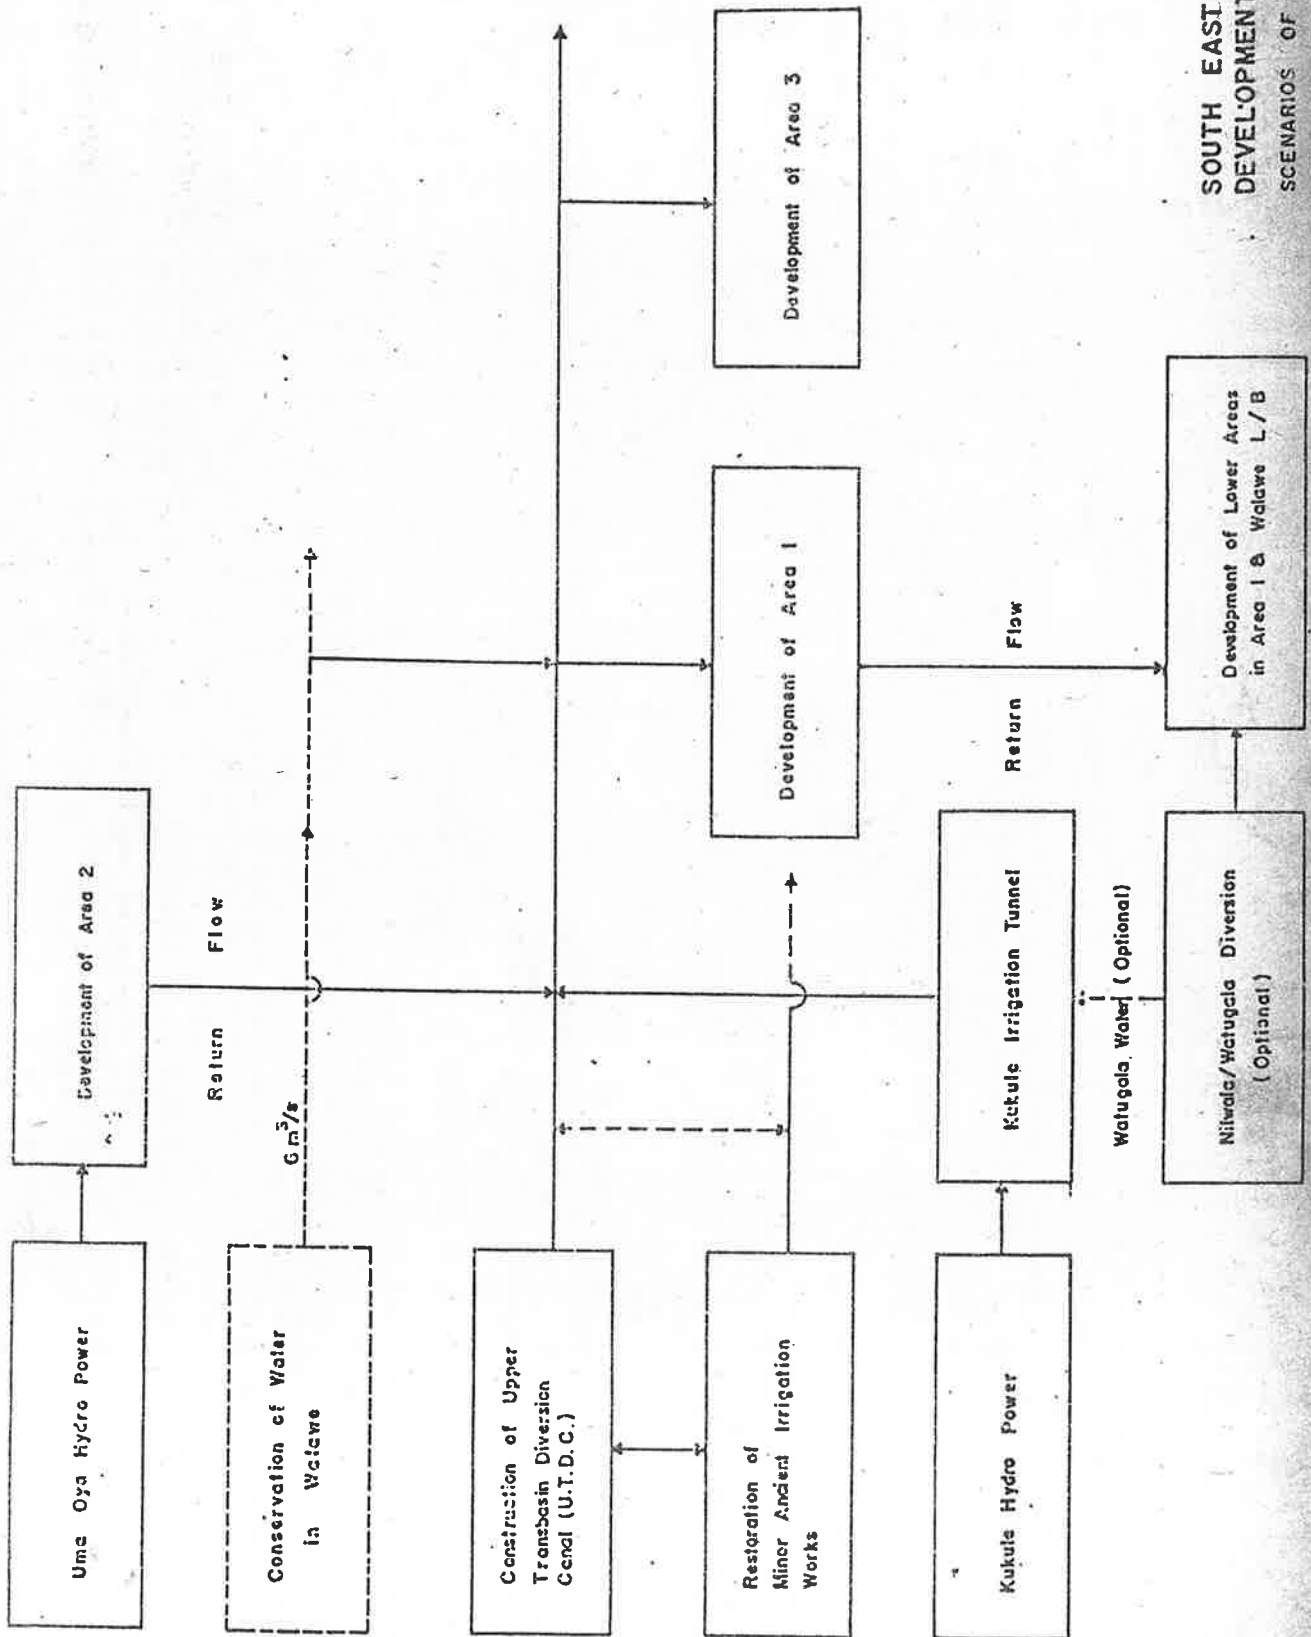 Uma Oya Hydro Power
Development of Area 2
Return Flow
Conservation of Water
in Walawe
6 m³/s
Construction of Upper
Transbasin Diversion
Canal (U.T.D.C.)
Restoration of
Minor Ancient Irrigation
Works
Development of Area 1
Development of Area 3
Return Flow
Kukule Hydro Power
Kukule Irrigation Tunnel
Watugala Water (Optional)
Nilwala/Watugala Diversion
(Optional)
Development of Lower Areas
in Area 1 & Walawe L/B
SOUTH EAST
DEVELOPMENT
SCENARIOS OF